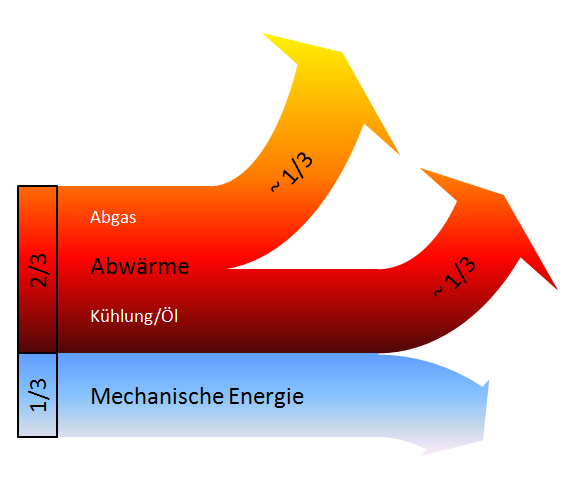 ~ 1/3
Abgas
2/3
Abwärme
~ 1/3
Kühlung/Öl
1/3
Mechanische Energie